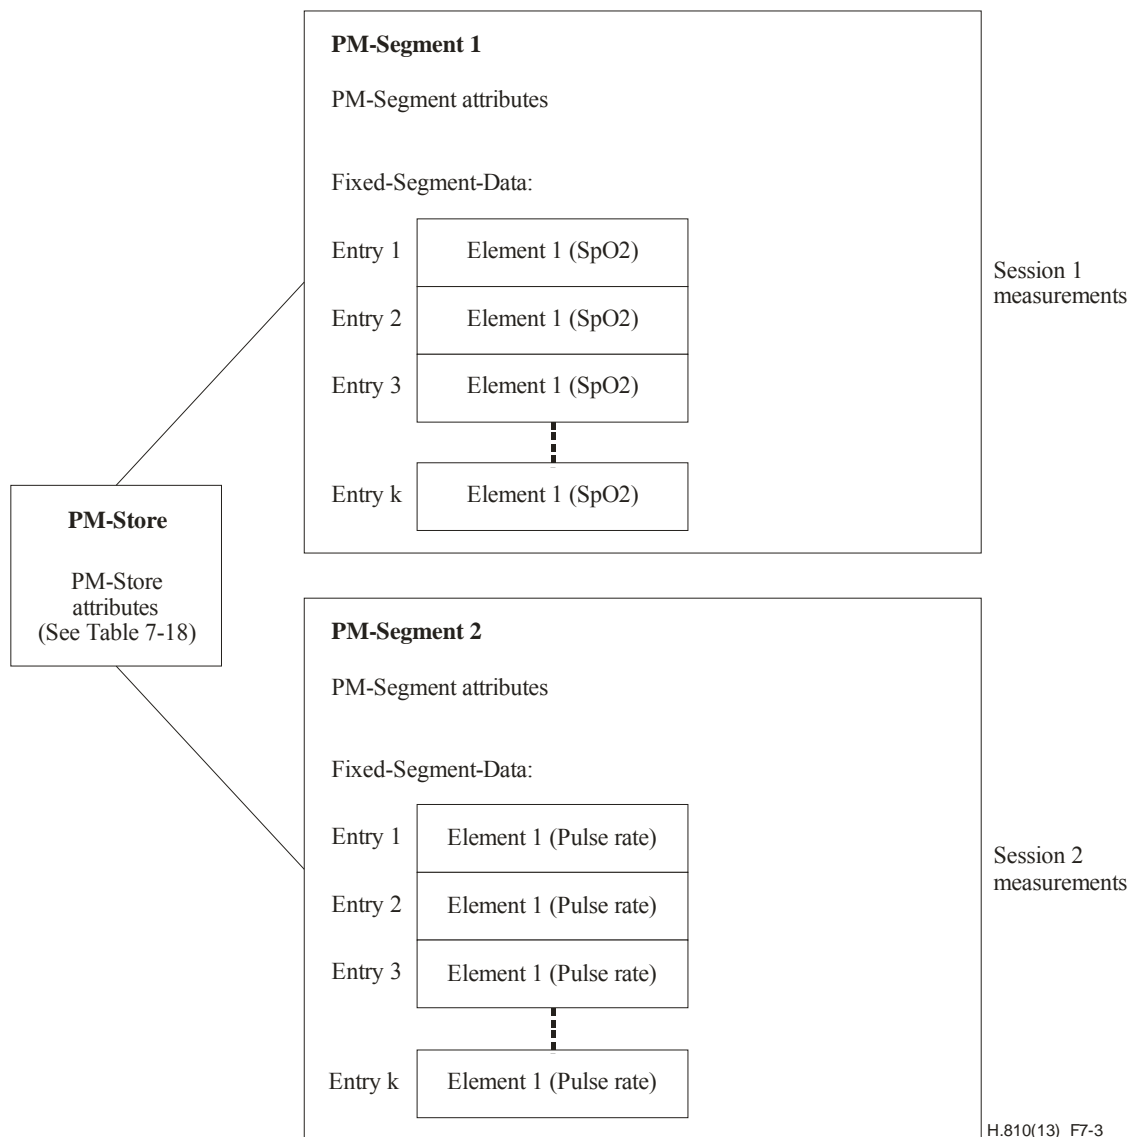 PM-Segment 1
PM-Segment attributes
Fixed-Segment-Data:
Entry 1 Element 1 (SpO2)
Entry 2 Element 1 (SpO2)
Entry 3 Element 1 (SpO2)
Entry k Element 1 (SpO2)
Session 1
measurements
PM-Store
PM-Store
attributes
(See Table 7-18)
PM-Segment 2
PM-Segment attributes
Fixed-Segment-Data:
Entry 1 Element 1 (Pulse rate)
Entry 2 Element 1 (Pulse rate)
Entry 3 Element 1 (Pulse rate)
Entry k Element 1 (Pulse rate)
Session 2
measurements
H.810(13)_F7-3